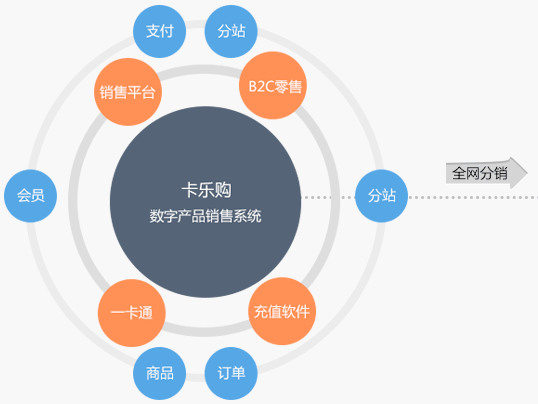 支付
分站
销售平台
B2C零售
会员
卡乐购
数字产品销售系统
分站
全网分销
一卡通
充值软件
商品
订单